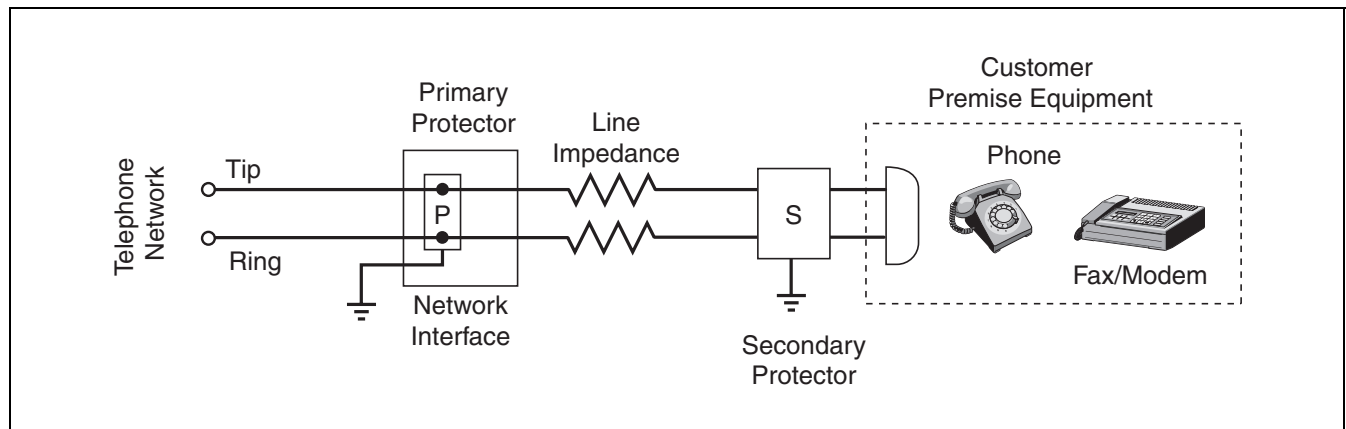 Telephone
Network
Tip
Ring
Primary
Protector
P
Network
Interface
Line
Impedance
S
Secondary
Protector
Customer
Premise Equipment
Phone
Fax/Modem